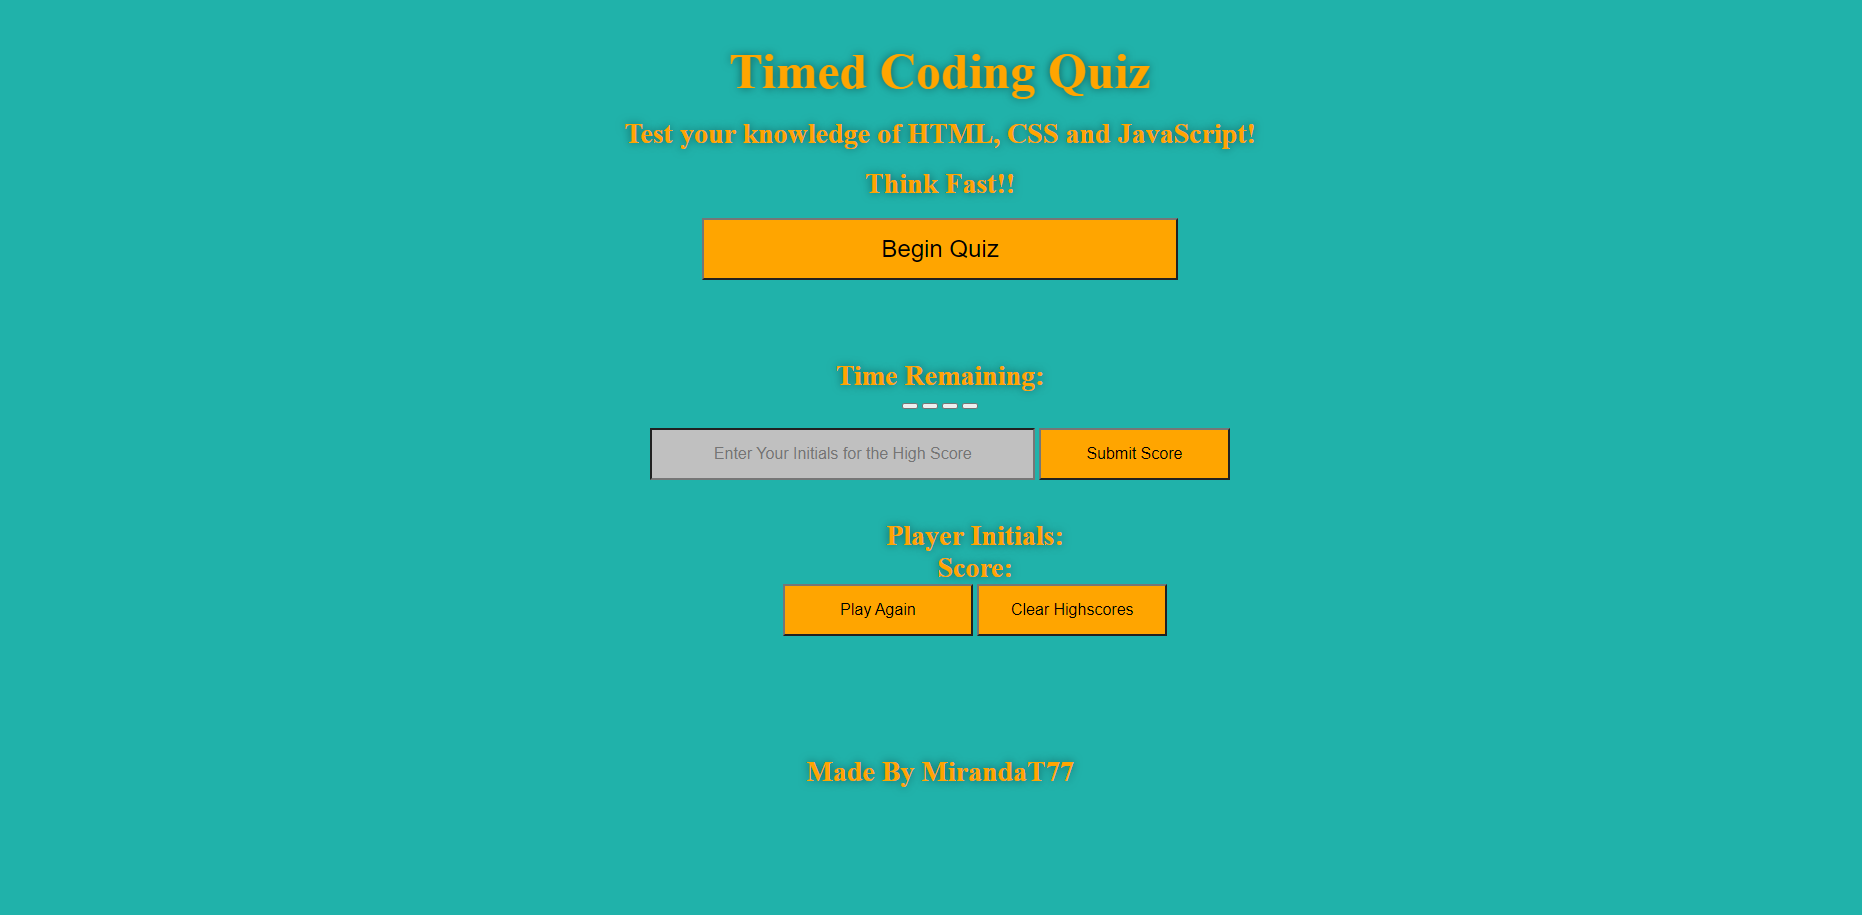 Timed Coding Quiz
Test your knowledge of HTML, CSS and JavaScript!
Think Fast!!
Begin Quiz
Time Remaining:
Enter Your Initials for the High Score
Submit Score
Player Initials:
Score:
Play Again
Clear Highscores
Made By MirandaT77